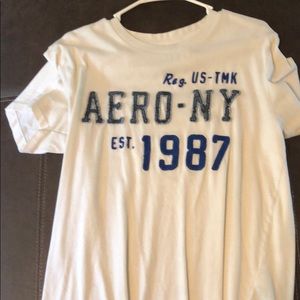 Reg. US-TMK
AERO-NY
EST. 1987